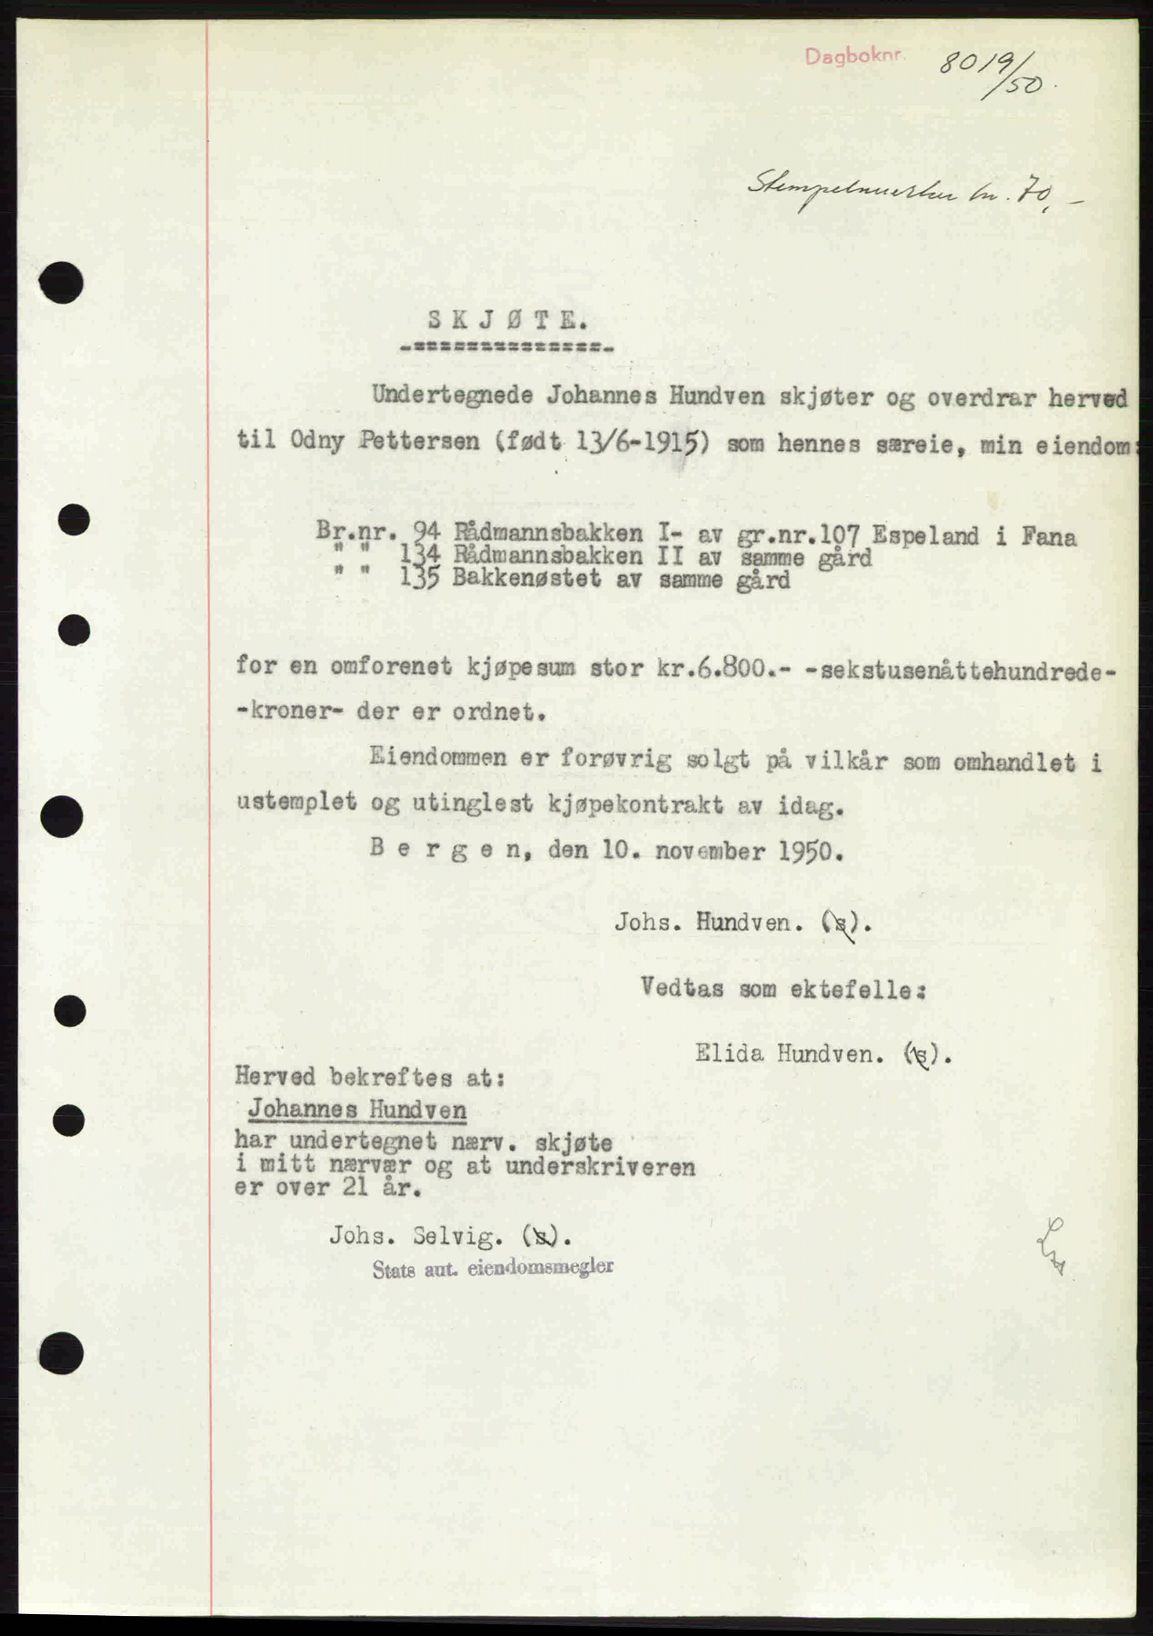 Dagboknr. 8019/50.
Stempelmerker kr. 70,-
SKJØTE.
-==============-
Undertegnede Johannes Hundven skjøter og overdrar herved
til Odny Pettersen (født 13/6-1915) som hennes særeie, min eiendom:
Br.nr. 94 Rådmannsbakken I- av gr.nr.107 Espeland i Fana
" " 134 Rådmannsbakken II av samme gård
" " 135 Bakkenøstet av samme gård
for en omforenet kjøpesum stor kr.6.800.- -sekstusenåttehundrede-
-kroner- der er ordnet.
Eiendommen er forøvrig solgt på vilkår som omhandlet i
ustemplet og utinglest kjøpekontrakt av idag.
B e r g e n, den 10. november 1950.
Johs. Hundven. (s).
Vedtas som ektefelle:
Elida Hundven. (s).
Herved bekreftes at:
Johannes Hundven
har undertegnet nærv. skjøte
i mitt nærvær og at underskriveren
er over 21 år.
Johs. Selvig. (s).
Stats aut. eiendomsmegler